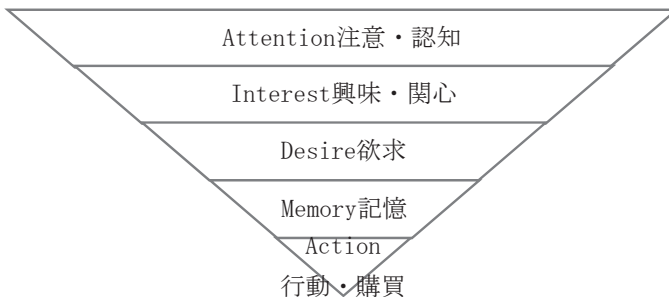 Attention注意・認知
Interest興味・関心
Desire欲求
Memory記憶
Action
行動・購買